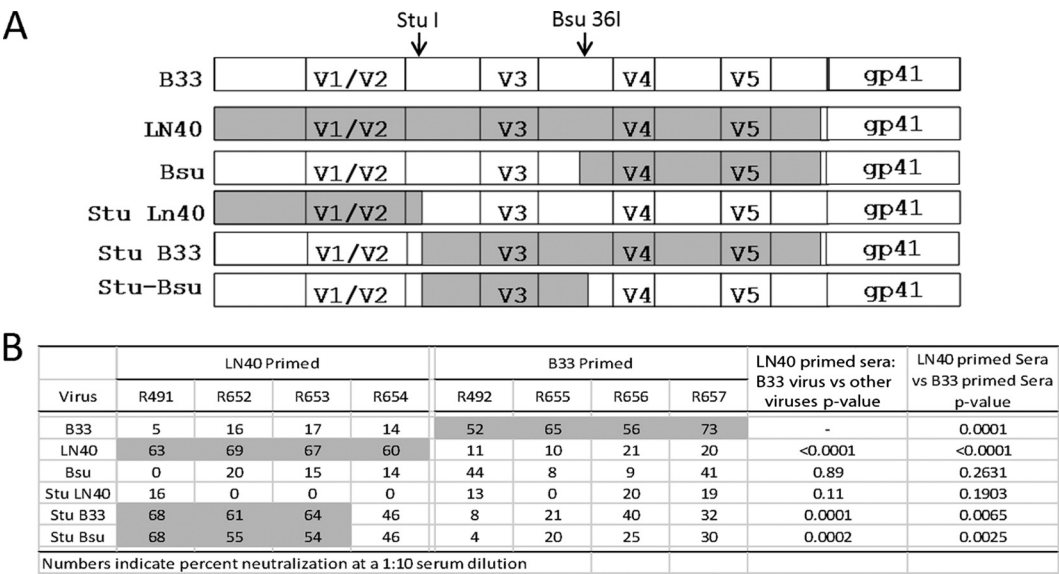 A
Stu I Bsu 36I
B33 V1/V2 V3 V4 V5 gp41
LN40 V1/V2 V3 V4 V5 gp41
Bsu V1/V2 V3 V4 V5 gp41
Stu Ln40 V1/V2 V3 V4 V5 gp41
Stu B33 V1/V2 V3 V4 V5 gp41
Stu-Bsu V1/V2 V3 V4 V5 gp41
B
LN40 Primed B33 Primed LN40 primed sera: B33 virus vs other viruses p-value LN40 primed Sera vs B33 primed Sera p-value
Virus R491 R652 R653 R654 R492 R655 R656 R657
B33 5 16 17 14 52 65 56 73 - 0.0001
LN40 63 69 67 60 11 10 21 20 <0.0001 <0.0001
Bsu 0 20 15 14 44 8 9 41 0.89 0.2631
Stu LN40 16 0 0 0 13 0 20 19 0.11 0.1903
Stu B33 68 61 64 46 8 21 40 32 0.0001 0.0065
Stu Bsu 68 55 54 46 4 20 25 30 0.0002 0.0025
Numbers indicate percent neutralization at a 1:10 serum dilution